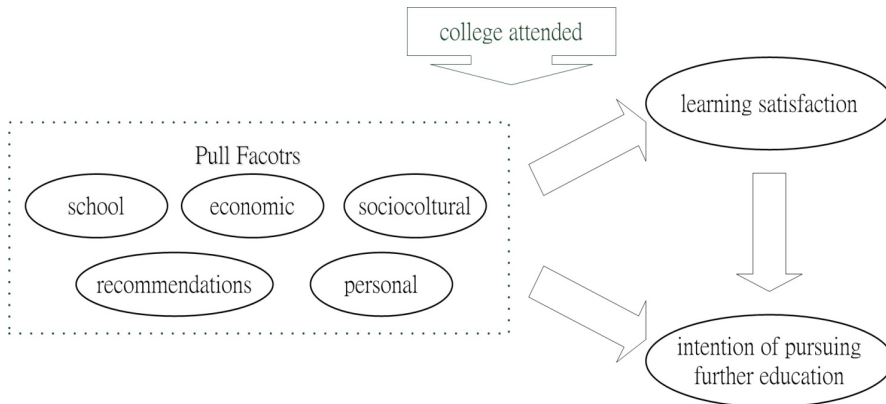 college attended
learning satisfaction
Pull Facotrs
school
economic
sociocoltural
recommendations
personal
intention of pursuing
further education